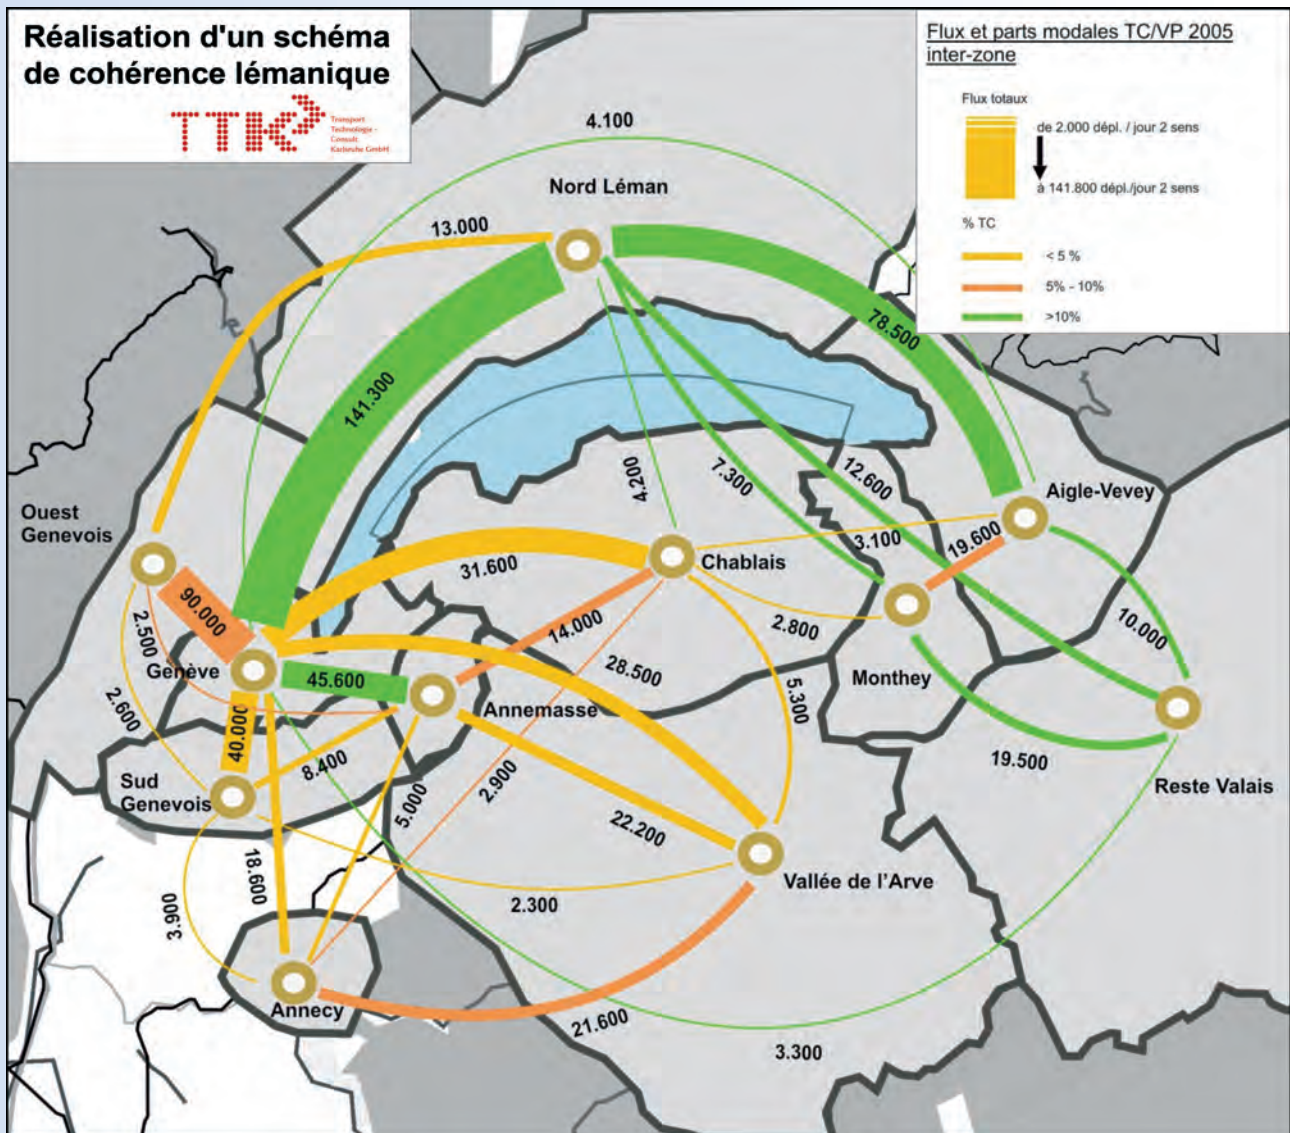 Réalisation d'un schéma
de cohérence lémanique
TTK
Transport
Technologie -
Consult
Karlsruhe GmbH
Flux et parts modales TC/VP 2005
inter-zone
Flux totaux
de 2.000 dépl. / jour 2 sens
à 141.800 dépl./jour 2 sens
% TC
< 5 %
5% - 10%
>10%
4.100
Nord Léman
13.000
78.500
141.300
4.200
7.300
12.600
Aigle-Vevey
Ouest
Genevois
31.600
Chablais
3.100
19.600
90.000
2.500
14.000
2.800
10.000
Genève
45.600
28.500
Monthey
2.600
Annemasse
5.300
40.000
8.400
19.500
Sud
Genevois
2.900
Reste Valais
5.000
22.200
18.600
Vallée de l'Arve
3.900
2.300
Annecy
21.600
3.300